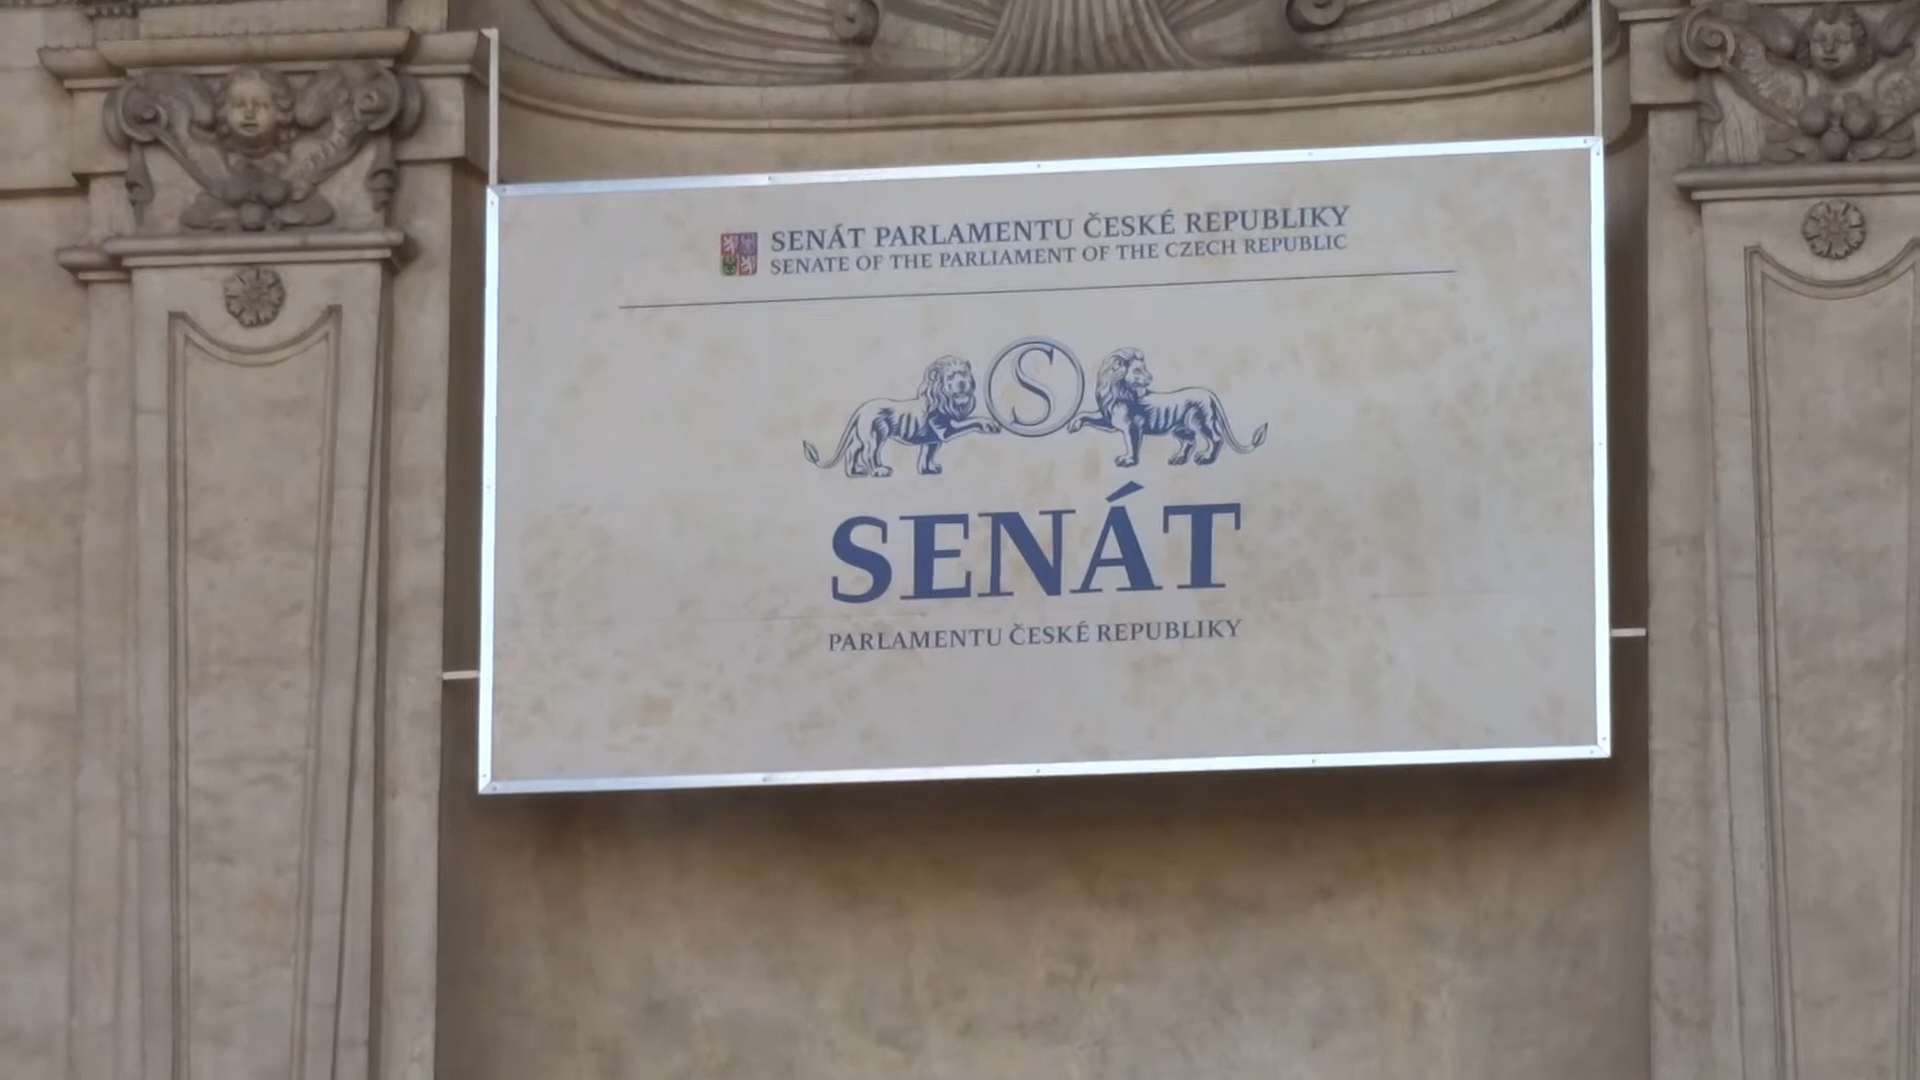 SENÁT PARLAMENTU ČESKÉ REPUBLIKY
SENATE OF THE PARLIAMENT OF THE CZECH REPUBLIC
S
SENÁT
PARLAMENTU ČESKÉ REPUBLIKY